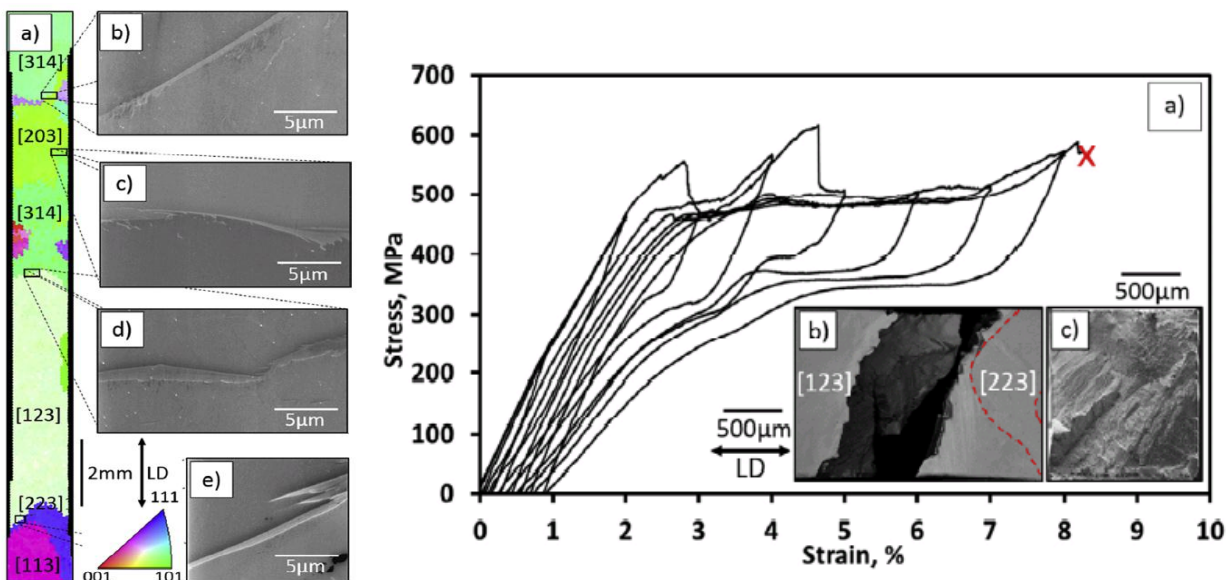 a)
[314]
[203]
[314]
[123]
[223]
[113]
b)
5μm
c)
5μm
d)
5μm
2mm
LD
111
001
101
e)
5μm
a)
Stress, MPa
700
600
500
400
300
200
100
0
0 1 2 3 4 5 6 7 8 9 10
Strain, %
X
500μm
LD
b)
[123]
[223]
500μm
c)